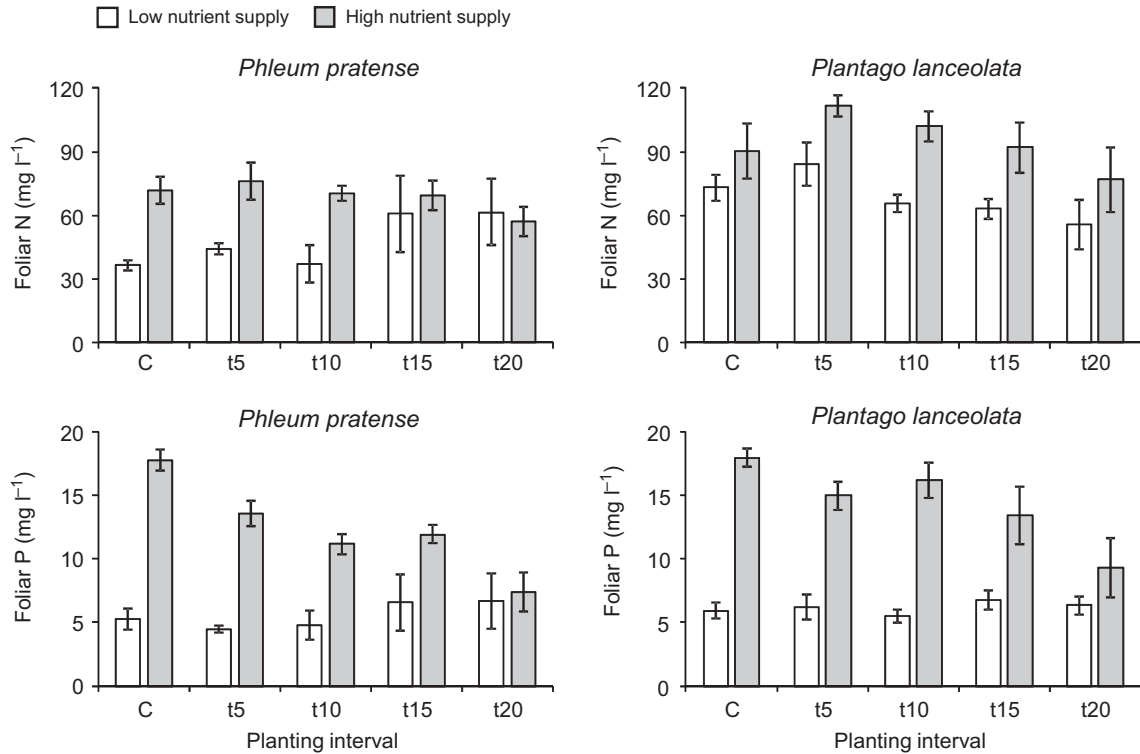 Low nutrient supply High nutrient supply
Phleum pratense
Foliar N (mg l⁻¹)
120
90
60
30
0
C t5 t10 t15 t20
Plantago lanceolata
Foliar N (mg l⁻¹)
120
90
60
30
0
C t5 t10 t15 t20
Phleum pratense
Foliar P (mg l⁻¹)
20
15
10
5
0
C t5 t10 t15 t20
Planting interval
Plantago lanceolata
Foliar P (mg l⁻¹)
20
15
10
5
0
C t5 t10 t15 t20
Planting interval